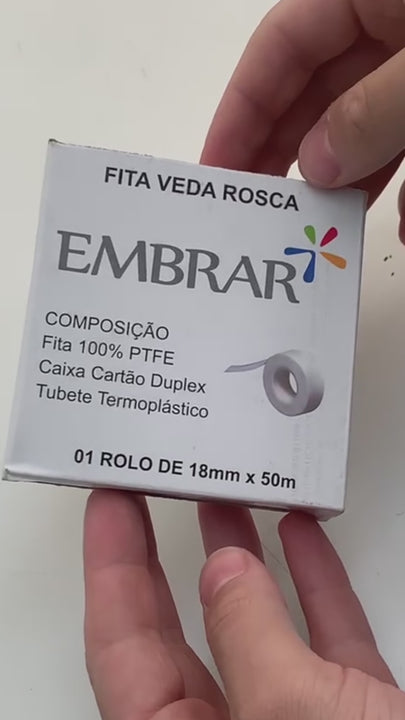 FITA VEDA ROSCA
EMBRAR
COMPOSIÇÃO
Fita 100% PTFE
Caixa Cartão Duplex
Tubete Termoplástico
01 ROLO DE 18mm x 50m